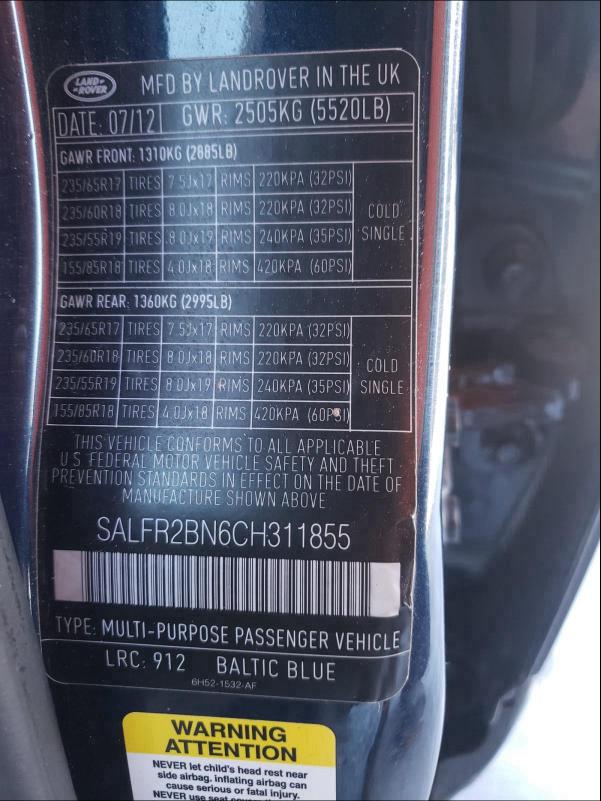 LAND-
-ROVER
MFD BY LANDROVER IN THE UK
DATE: 07/12 GWR: 2505KG (5520LB)
GAWR FRONT: 1310KG (2885LB)
235/65R17 TIRES 7.5Jx17 RIMS 220KPA (32PSI)
235/60R18 TIRES 8.0Jx18 RIMS 220KPA (32PSI)
235/55R19 TIRES 8.0Jx19 RIMS 240KPA (35PSI)
155/85R18 TIRES 4.0Jx18 RIMS 420KPA (60PSI)
COLD
SINGLE
GAWR REAR: 1360KG (2995LB)
235/65R17 TIRES 7.5Jx17 RIMS 220KPA (32PSI)
235/60R18 TIRES 8.0Jx18 RIMS 220KPA (32PSI)
235/55R19 TIRES 8.0Jx19 RIMS 240KPA (35PSI)
155/85R18 TIRES 4.0Jx18 RIMS 420KPA (60PSI)
COLD
SINGLE
THIS VEHICLE CONFORMS TO ALL APPLICABLE
U.S. FEDERAL MOTOR VEHICLE SAFETY AND THEFT
PREVENTION STANDARDS IN EFFECT ON THE DATE OF
MANUFACTURE SHOWN ABOVE
SALFR2BN6CH311855
TYPE: MULTI-PURPOSE PASSENGER VEHICLE
LRC: 912 BALTIC BLUE
6H52-1532-AF
WARNING
ATTENTION
NEVER let child's head rest near
side airbag. inflating airbag can
cause serious or fatal injury.
NEVER use seat covers that